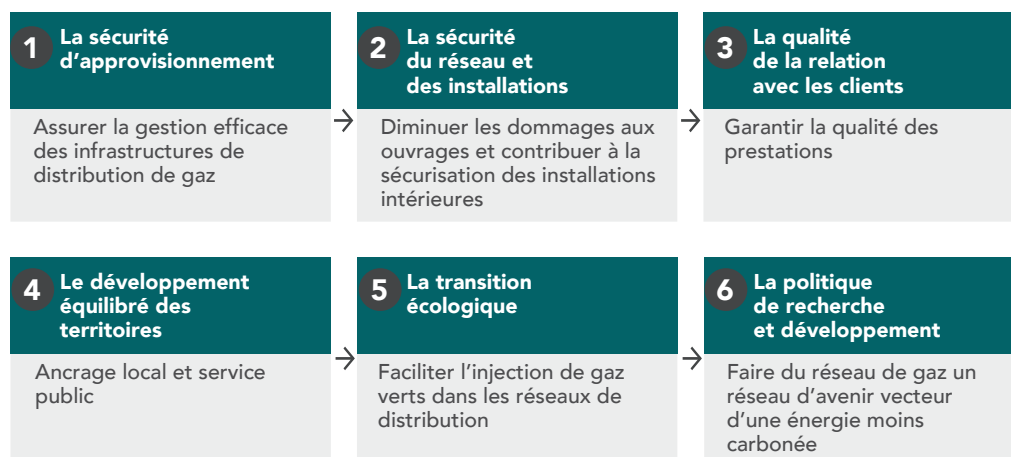 1
La sécurité
d’approvisionnement
Assurer la gestion efficace
des infrastructures de
distribution de gaz
2
La sécurité
du réseau et
des installations
Diminuer les dommages aux
ouvrages et contribuer à la
sécurisation des installations
intérieures
3
La qualité
de la relation
avec les clients
Garantir la qualité des
prestations
4
Le développement
équilibré des
territoires
Ancrage local et service
public
5
La transition
écologique
Faciliter l’injection de gaz
verts dans les réseaux de
distribution
6
La politique
de recherche
et développement
Faire du réseau de gaz un
réseau d’avenir vecteur
d’une énergie moins
carbonée